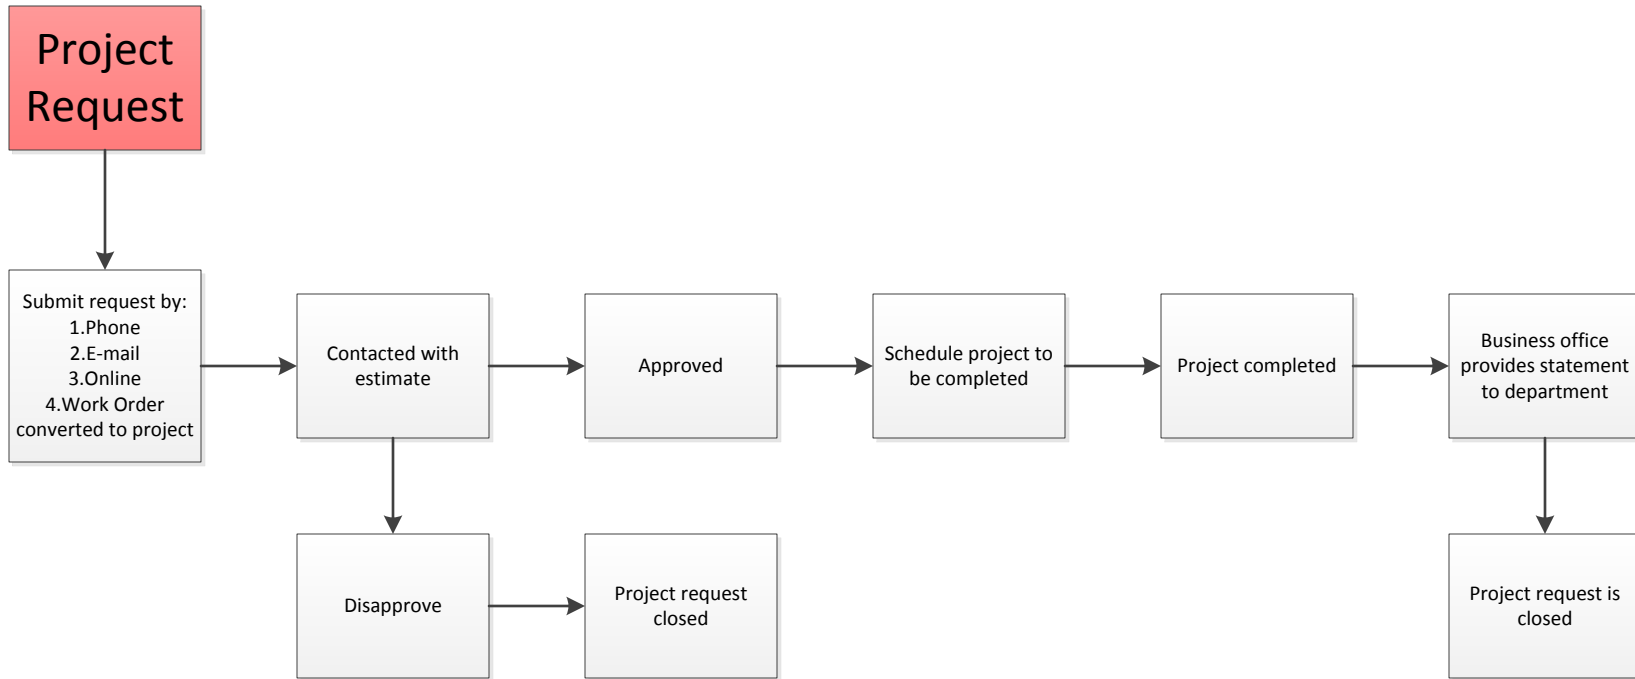 Project
Request
Submit request by:
1.Phone
2.E-mail
3.Online
4.Work Order
converted to project
Contacted with
estimate
Approved
Schedule project to
be completed
Project completed
Business office
provides statement
to department
Disapprove
Project request
closed
Project request is
closed